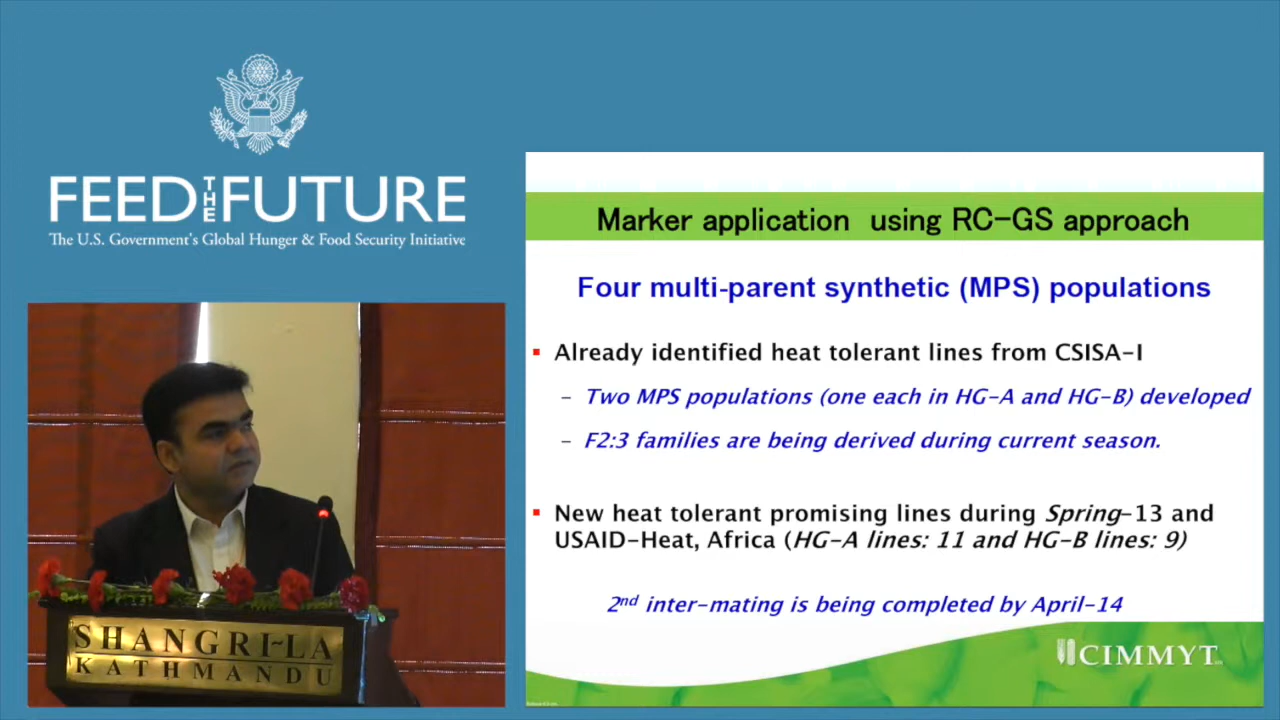 FEED THE FUTURE
The U.S. Government's Global Hunger & Food Security Initiative
SHANGRI~LA
KATHMANDU
Marker application using RC-GS approach
Four multi-parent synthetic (MPS) populations
▪ Already identified heat tolerant lines from CSISA-I
– Two MPS populations (one each in HG-A and HG-B) developed
– F2:3 families are being derived during current season.
▪ New heat tolerant promising lines during Spring-13 and
USAID-Heat, Africa (HG-A lines: 11 and HG-B lines: 9)
2nd inter-mating is being completed by April-14
CIMMYT